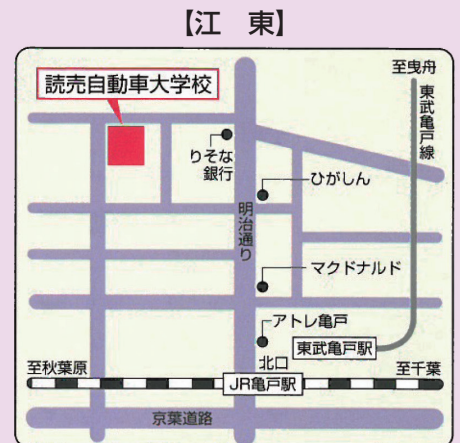 【江 東】
至曳舟
読売自動車大学校
東武亀戸線
りそな
銀行
ひがしん
明治通り
マクドナルド
アトレ亀戸
東武亀戸駅
北口
至秋葉原
至千葉
JR亀戸駅
京葉道路